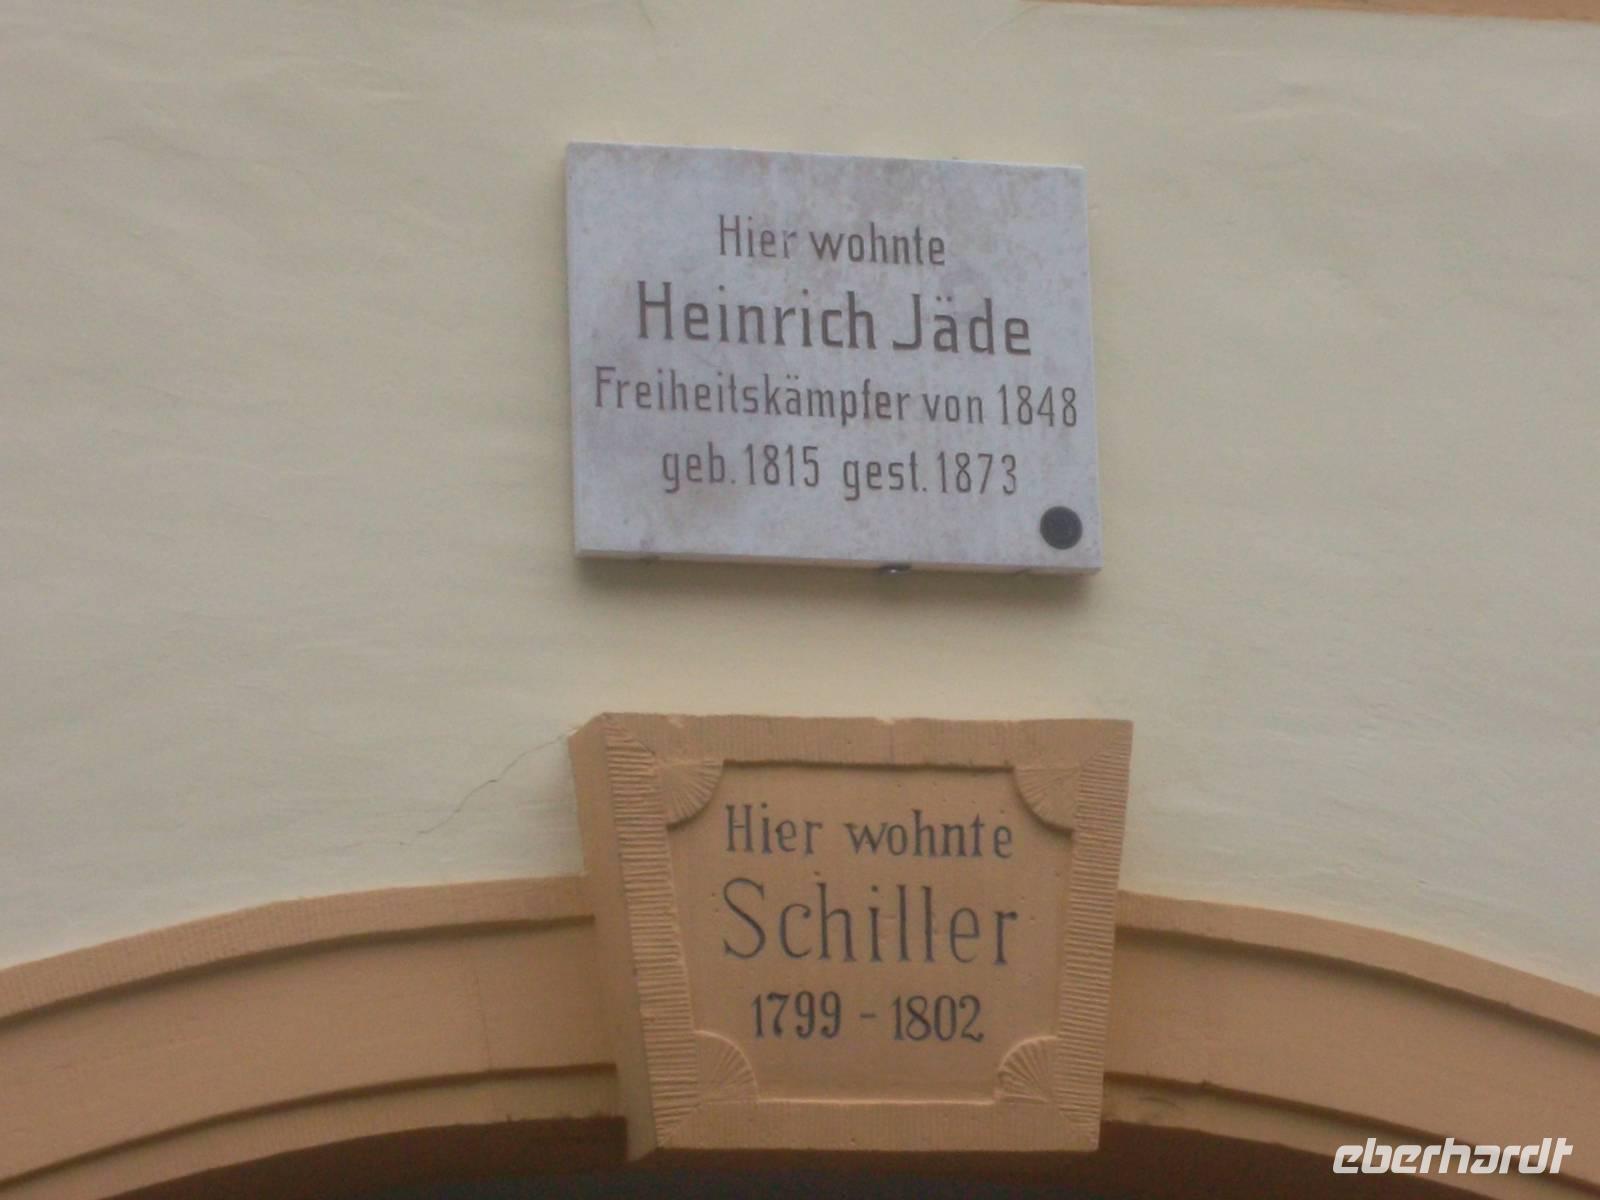 Hier wohnte
Heinrich Jäde
Freiheitskämpfer von 1848
geb. 1815 gest. 1873
Hier wohnte
Schiller
1799 - 1802
eberhardt